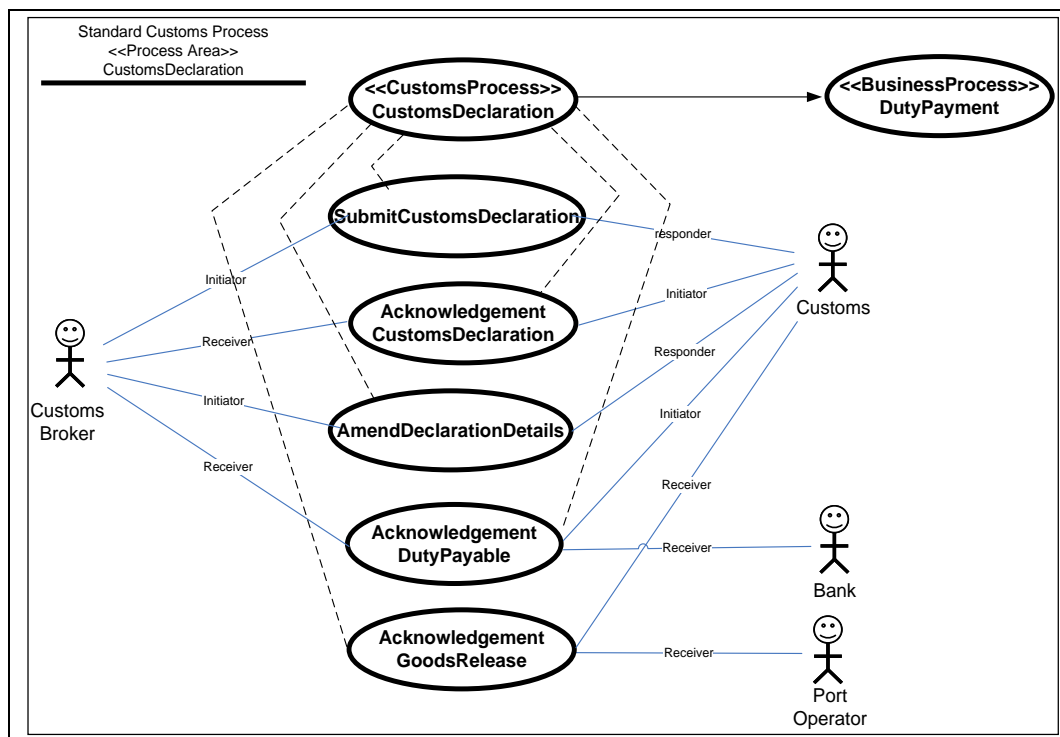 Standard Customs Process
<<Process Area>>
CustomsDeclaration
<<CustomsProcess>>
CustomsDeclaration
<<BusinessProcess>>
DutyPayment
SubmitCustomsDeclaration
responder
Initiator
Customs
Acknowledgement
CustomsDeclaration
Initiator
Receiver
Responder
Customs
Broker
Initiator
AmendDeclarationDetails
Initiator
Receiver
Receiver
Acknowledgement
DutyPayable
Receiver
Bank
Acknowledgement
GoodsRelease
Receiver
Port
Operator